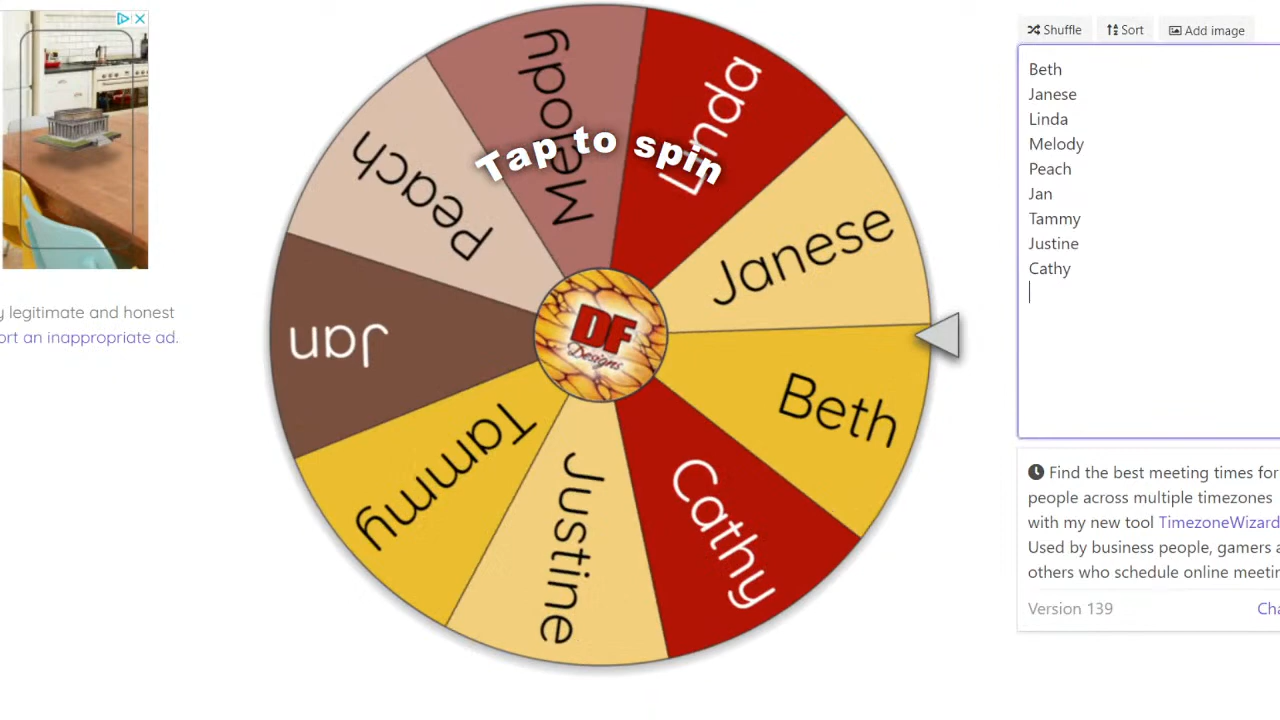 Shuffle
Sort
Add image
Beth
Janese
Linda
Melody
Peach
Jan
Tammy
Justine
Cathy
Tap to spin
Melody
Linda
Janese
Beth
Cathy
Justine
Tammy
Jan
Peach
DF
Designs
legitimate and honest
an inappropriate ad.
Find the best meeting times for
people across multiple timezones
with my new tool TimezoneWizard
Used by business people, gamers
others who schedule online
Version 139